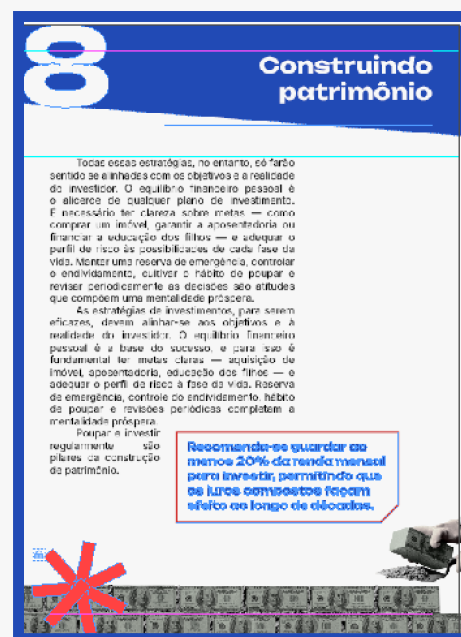 8
Construindo
patrimônio
Todas essas estratégias, no entanto, só farão
sentido se alinhadas com os objetivos e a realidade
do investidor. O equilíbrio financeiro pessoal é
o alicerce de qualquer plano de investimento.
É necessário ter clareza sobre metas — como
comprar um imóvel, garantir a aposentadoria ou
financiar a educação dos filhos — e adequar o
perfil de risco às possibilidades de cada fase da
vida. Manter uma reserva de emergência, controlar
o endividamento, cultivar o hábito de poupar e
revisar periodicamente as decisões são atitudes
que compõem uma mentalidade próspera.
As estratégias de investimentos, para serem
eficazes, devem alinhar-se aos objetivos e à
realidade do investidor. O equilíbrio financeiro
pessoal é a base do sucesso, e para isso é
fundamental ter metas claras — aquisição de
imóvel, aposentadoria, educação dos filhos — e
adequar o perfil de risco à fase da vida. Reserva
de emergência, controle do endividamento, hábito
de poupar e revisões periódicas completam a
mentalidade próspera.
Poupar e investir
regularmente são
pilares da construção
de patrimônio.
Recomenda-se guardar ao
menos 20% da renda mensal
para investir, permitindo que
os juros compostos façam
efeito ao longo de décadas.